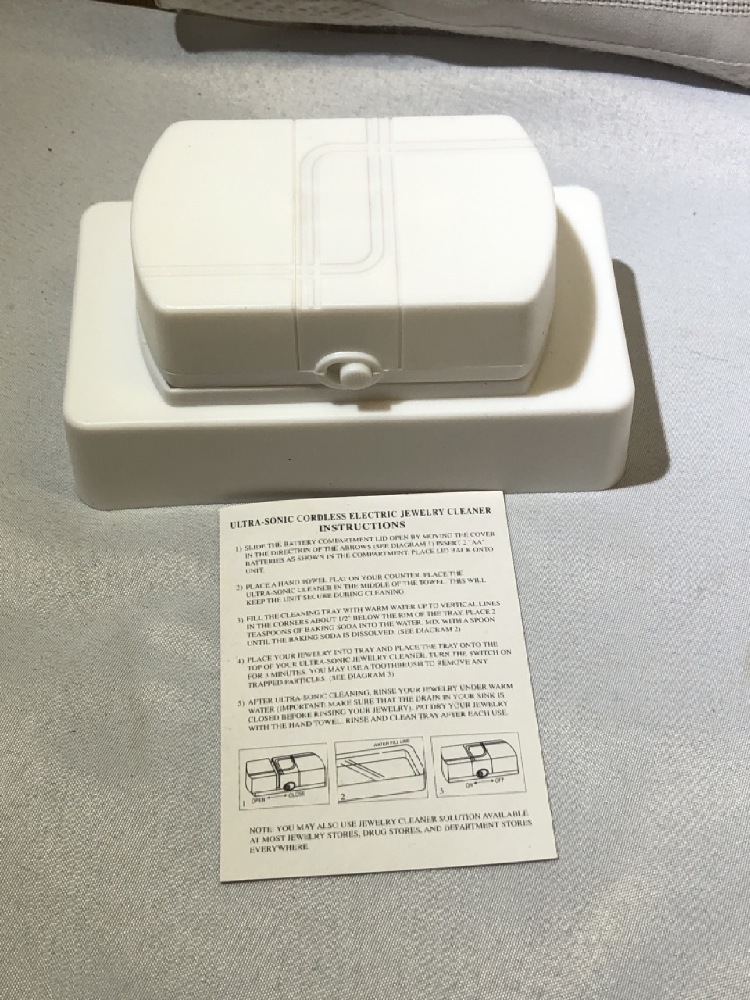 ULTRA-SONIC CORDLESS ELECTRIC JEWELRY CLEANER
INSTRUCTIONS
1) SLIDE THE BATTERY COMPARTMENT LID OPEN BY MOVING THE COVER
IN THE DIRECTION OF THE ARROWS (SEE DIAGRAM 1) INSERT 2 "AA"
BATTERIES AS SHOWN IN THE COMPARTMENT. PLACE LID BACK ONTO
UNIT.
2) PLACE A HAND TOWEL FLAT ON YOUR COUNTER. PLACE THE
ULTRA-SONIC CLEANER IN THE MIDDLE OF THE TOWEL. THIS WILL
KEEP THE UNIT SECURE DURING CLEANING.
3) FILL THE CLEANING TRAY WITH WARM WATER UP TO VERTICAL LINES
IN THE CORNERS ABOUT 1/2" BELOW THE RIM OF THE TRAY. PLACE 2
TEASPOONS OF BAKING SODA INTO THE WATER. MIX WITH A SPOON
UNTIL THE BAKING SODA IS DISSOLVED. (SEE DIAGRAM 2)
4) PLACE YOUR JEWELRY INTO TRAY AND PLACE THE TRAY ONTO THE
TOP OF YOUR ULTRA-SONIC JEWELRY CLEANER. TURN THE SWITCH ON
FOR 3 MINUTES. YOU MAY USE A TOOTHBRUSH TO REMOVE ANY
TRAPPED PARTICLES. (SEE DIAGRAM 3)
5) AFTER ULTRA-SONIC CLEANING, RINSE YOUR JEWELRY UNDER WARM
WATER (IMPORTANT: MAKE SURE THAT THE DRAIN IN YOUR SINK IS
CLOSED BEFORE RINSING YOUR JEWELRY). PAT DRY YOUR JEWELRY
WITH THE HAND TOWEL. RINSE AND CLEAN TRAY AFTER EACH USE.
WATER FILL LINE
OPEN CLOSE
ON OFF
1
2
3
NOTE: YOU MAY ALSO USE JEWELRY CLEANER SOLUTION AVAILABLE
AT MOST JEWELRY STORES, DRUG STORES, AND DEPARTMENT STORES
EVERYWHERE.